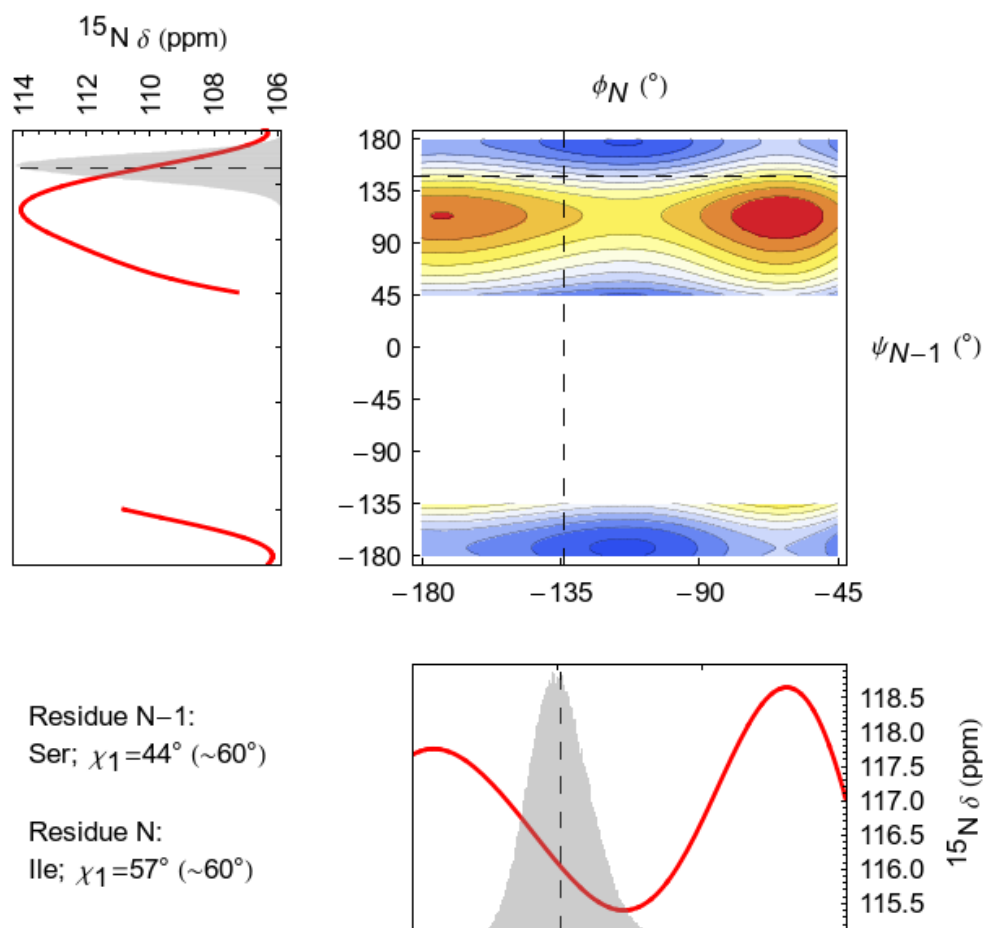 15N δ (ppm)
114 112 110 108 106
ϕN (°)
180
135
90
45
0
−45
−90
−135
−180
ψN−1 (°)
−180 −135 −90 −45
118.5
118.0
117.5
117.0
116.5
116.0
115.5
15N δ (ppm)
Residue N−1:
Ser; χ1=44° (~60°)
Residue N:
Ile; χ1=57° (~60°)